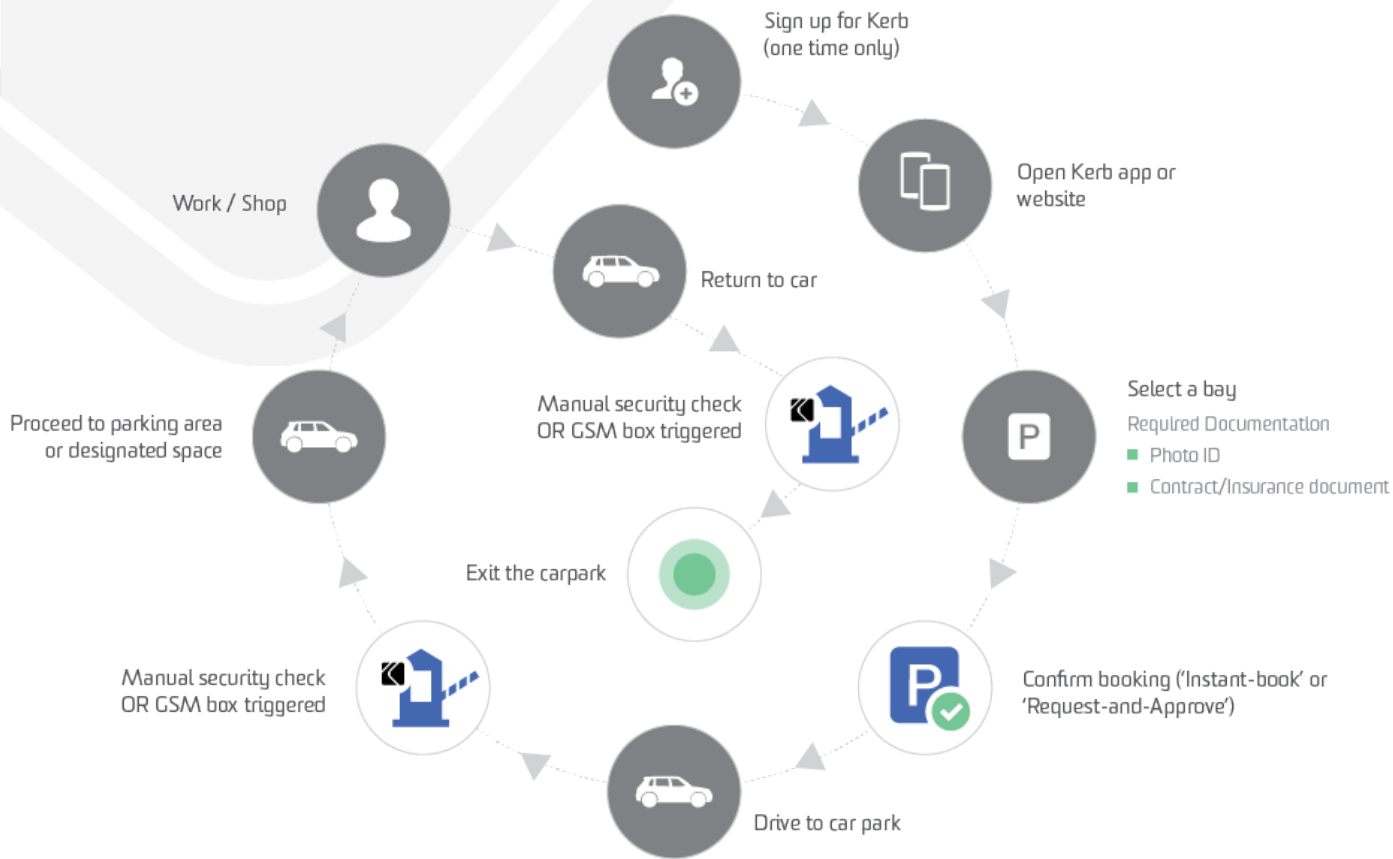 Sign up for Kerb
(one time only)
Open Kerb app or
website
Select a bay
Required Documentation
Photo ID
Contract/Insurance document
P
Confirm booking ('Instant-book' or
'Request-and-Approve')
P
Drive to car park
Manual security check
OR GSM box triggered
Proceed to parking area
or designated space
Work / Shop
Return to car
Manual security check
OR GSM box triggered
Exit the carpark